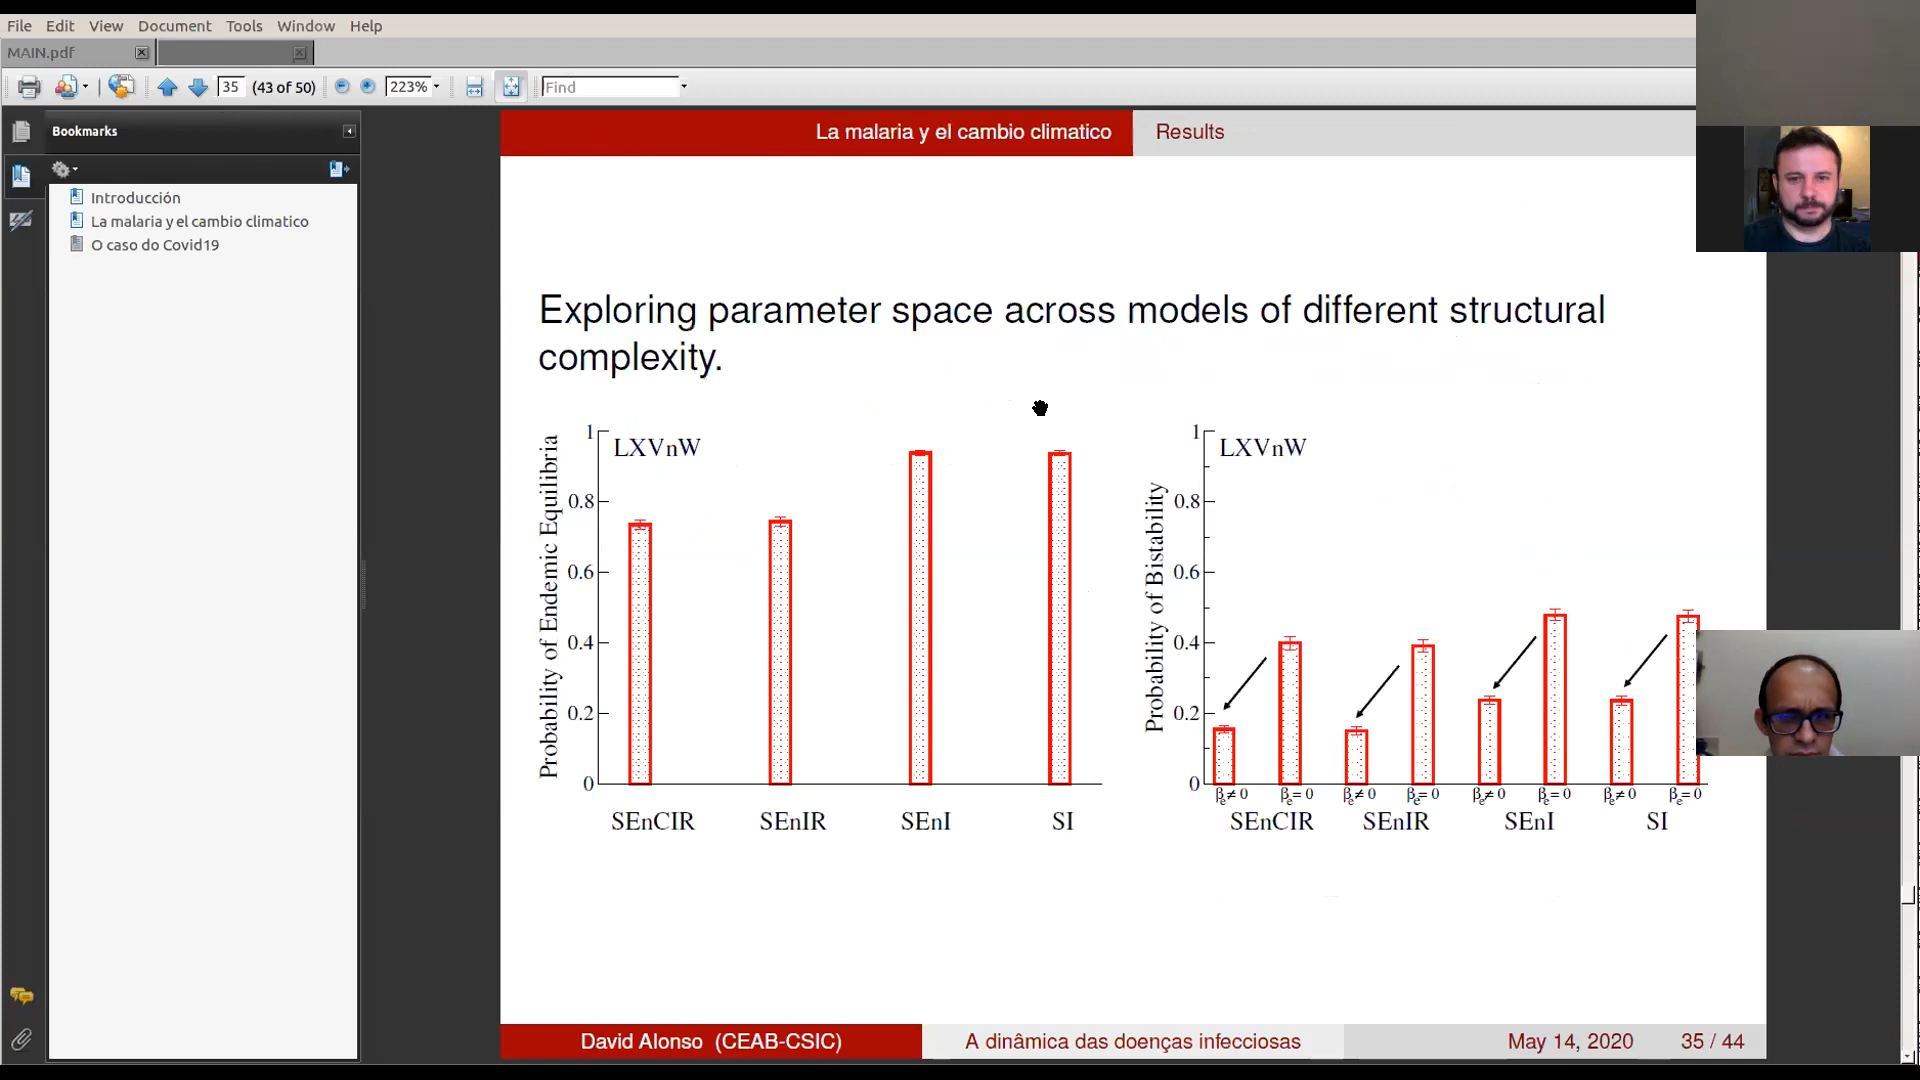 File Edit View Document Tools Window Help
MAIN.pdf
35 (43 of 50) 223% Find
Bookmarks
Introducción
La malaria y el cambio climatico
O caso do Covid19
La malaria y el cambio climatico Results
Exploring parameter space across models of different structural
complexity.
Probability of Endemic Equilibria
1
0.8
0.6
0.4
0.2
0
LXVnW
SEnCIR SEnIR SEnI SI
Probability of Bistability
1
0.8
0.6
0.4
0.2
0
LXVnW
βe≠ 0 βe= 0 βe≠ 0 βe= 0 βe≠ 0 βe= 0 βe≠ 0 βe= 0
SEnCIR SEnIR SEnI SI
David Alonso (CEAB-CSIC) A dinâmica das doenças infecciosas May 14, 2020 35 / 44